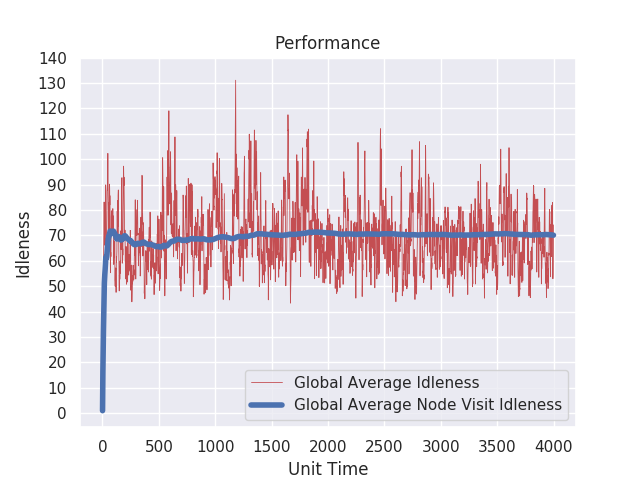 Performance
140
130
120
110
100
90
80
70
60
50
40
30
20
10
0
Idleness
Global Average Idleness
Global Average Node Visit Idleness
0 500 1000 1500 2000 2500 3000 3500 4000
Unit Time